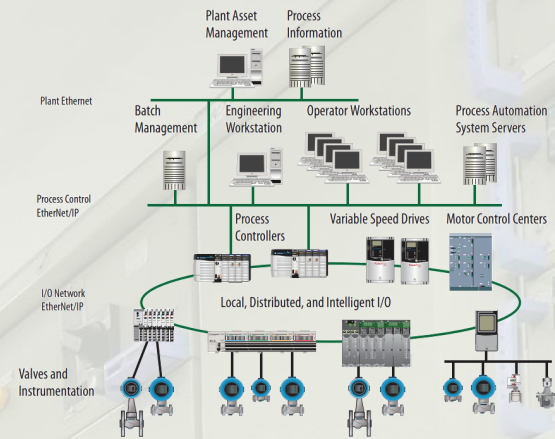 Plant Asset
Management
Process
Information
Plant Ethernet
Batch
Management
Engineering
Workstation
Operator Workstations
Process Automation
System Servers
Process Control
EtherNet/IP
Process
Controllers
Variable Speed Drives
Motor Control Centers
I/O Network
EtherNet/IP
Local, Distributed, and Intelligent I/O
Valves and
Instrumentation